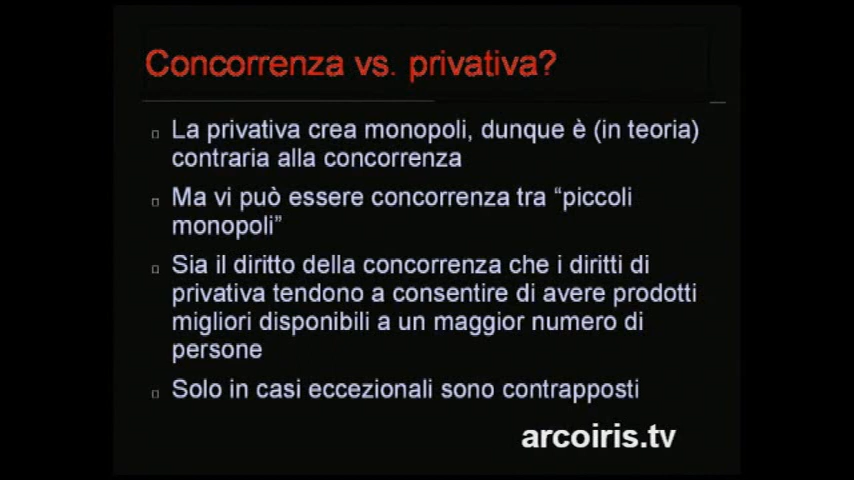 Concorrenza vs. privativa?
La privativa crea monopoli, dunque è (in teoria)
contraria alla concorrenza
Ma vi può essere concorrenza tra “piccoli
monopoli”
Sia il diritto della concorrenza che i diritti di
privativa tendono a consentire di avere prodotti
migliori disponibili a un maggior numero di
persone
Solo in casi eccezionali sono contrapposti
arcoiris.tv